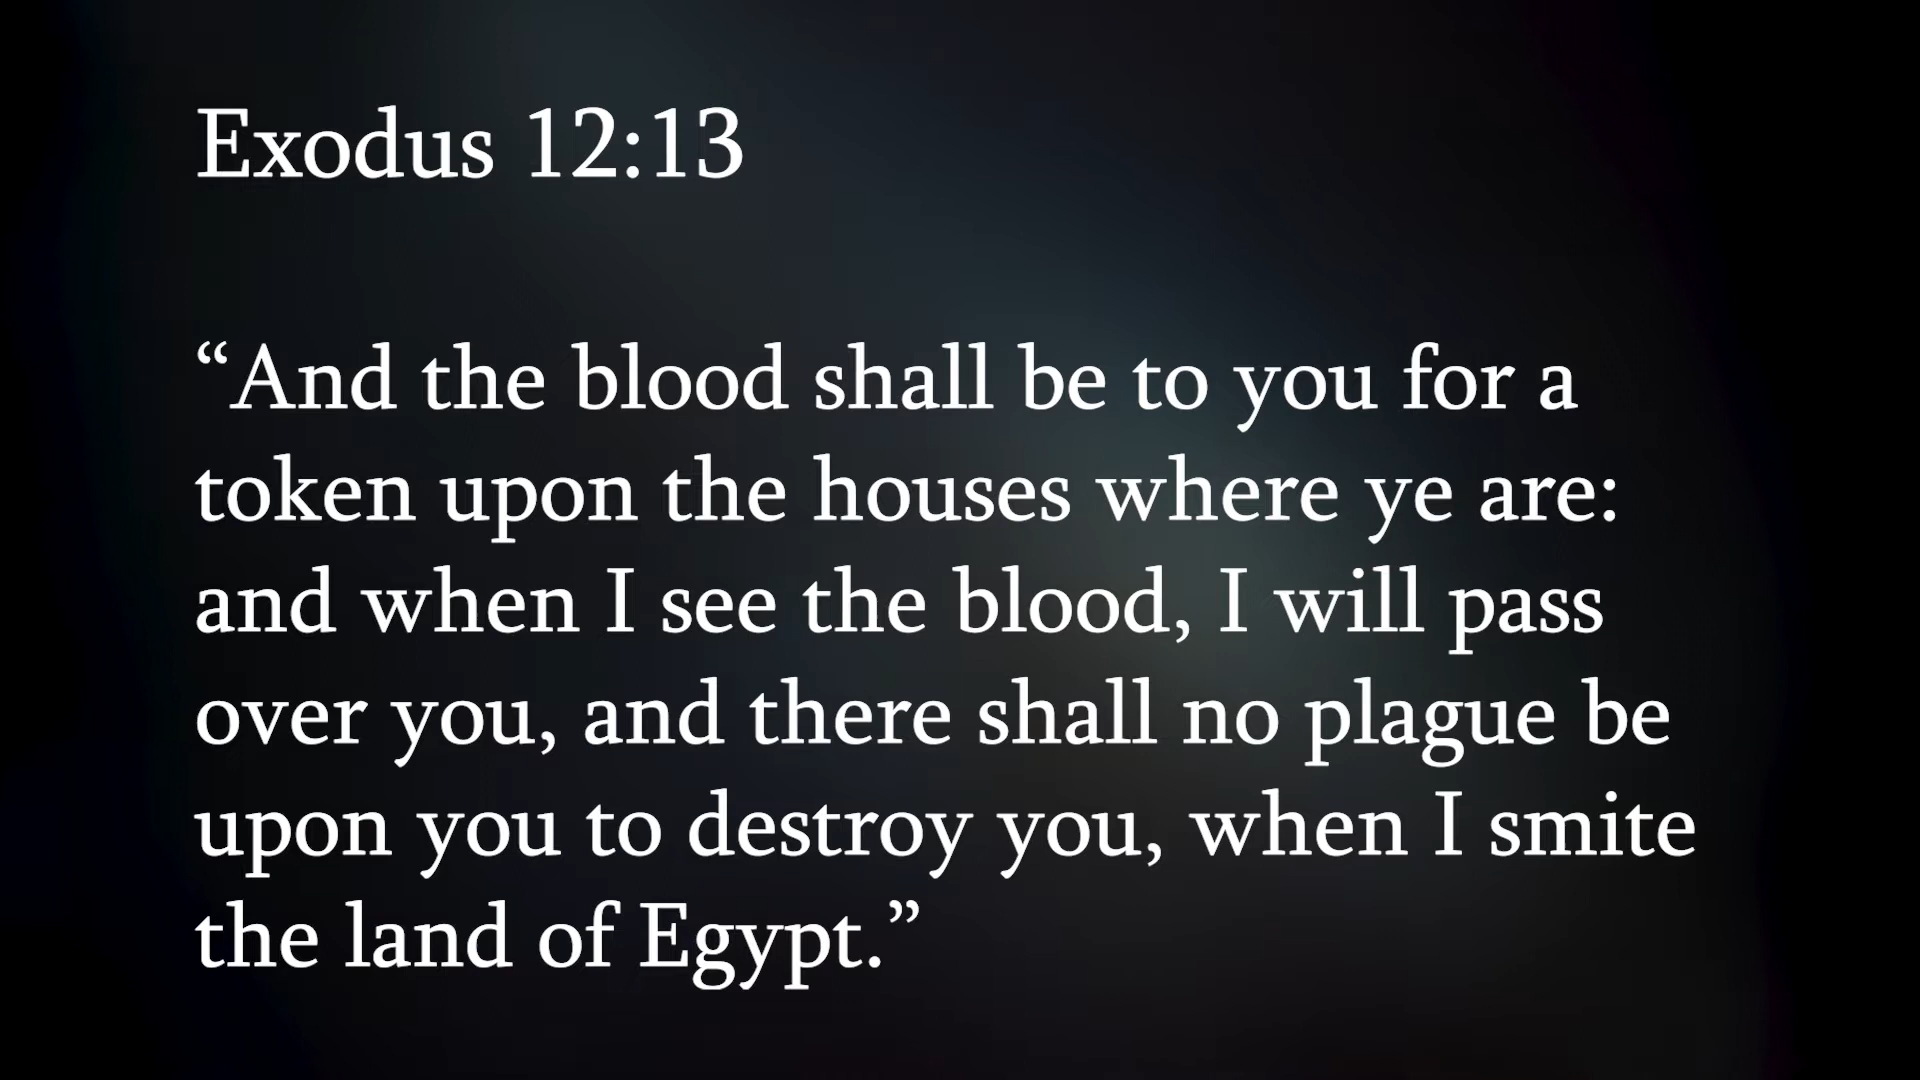 Exodus 12:13
“And the blood shall be to you for a
token upon the houses where ye are:
and when I see the blood, I will pass
over you, and there shall no plague be
upon you to destroy you, when I smite
the land of Egypt.”